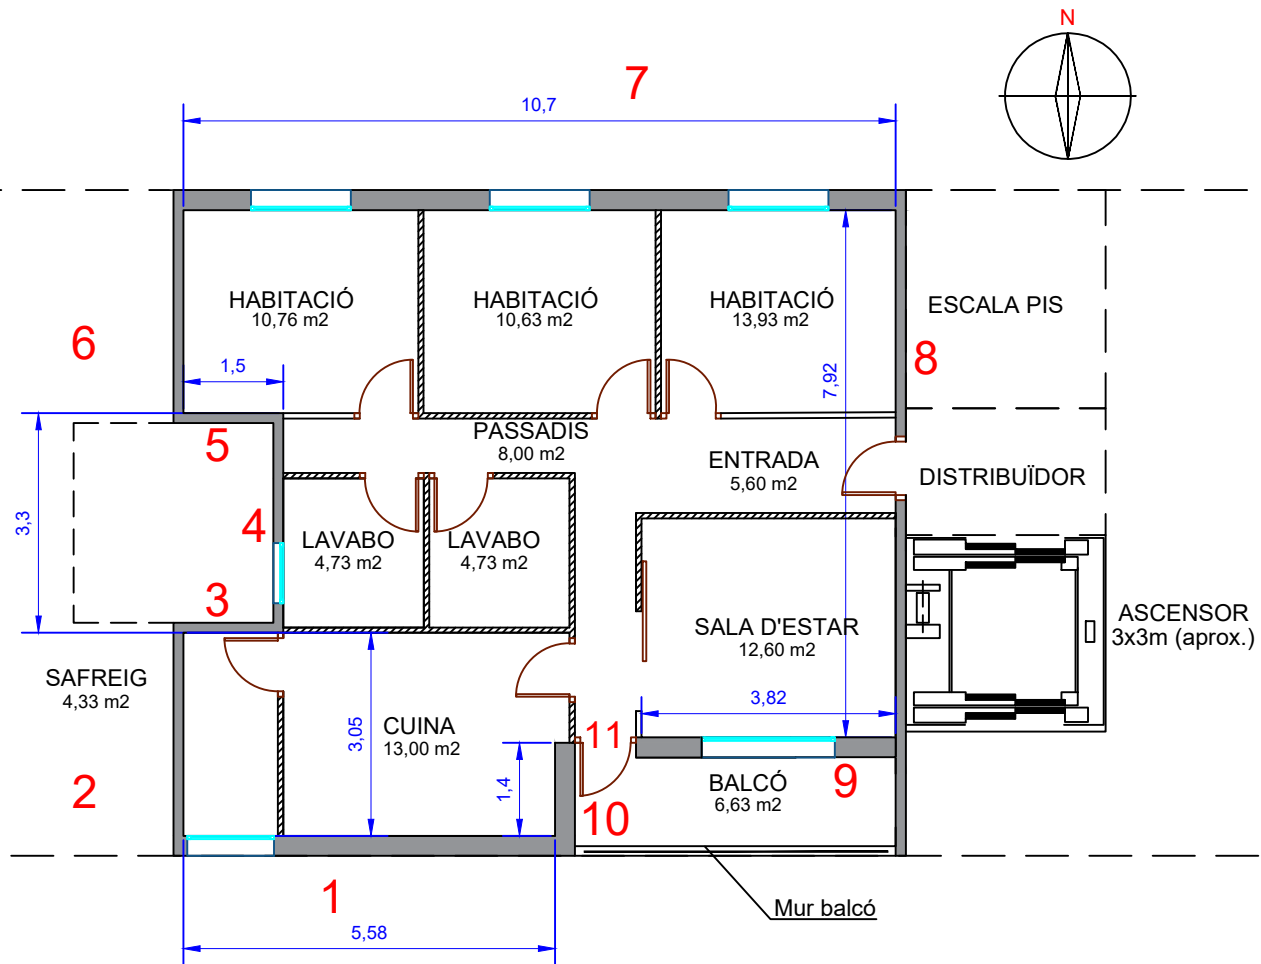 N
7
10,7
HABITACIÓ
10,76 m2
HABITACIÓ
10,63 m2
HABITACIÓ
13,93 m2
ESCALA PIS
6
8
1,5
7,92
5
PASSADIS
8,00 m2
ENTRADA
5,60 m2
DISTRIBUÏDOR
3,3
4
LAVABO
4,73 m2
LAVABO
4,73 m2
3
SALA D'ESTAR
12,60 m2
ASCENSOR
3x3m (aprox.)
SAFREIG
4,33 m2
3,05
CUINA
13,00 m2
3,82
11
1,4
2
10
BALCÓ
6,63 m2
9
1
Mur balcó
5,58